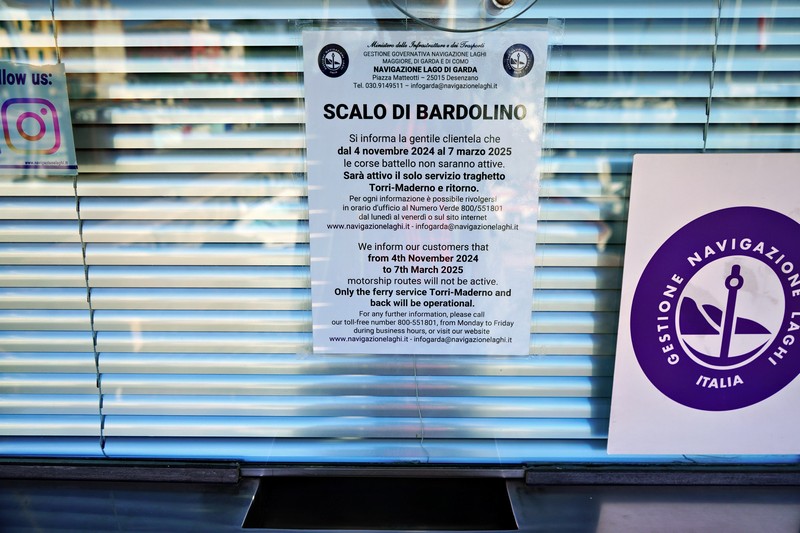 llow us:
Ministero delle Infrastrutture e dei Trasporti
GESTIONE GOVERNATIVA NAVIGAZIONE LAGHI
MAGGIORE, DI GARDA E DI COMO
NAVIGAZIONE LAGO DI GARDA
Piazza Matteotti – 25015 Desenzano
Tel. 030.9149511 – infogarda@navigazionelaghi.it
SCALO DI BARDOLINO
Si informa la gentile clientela che
dal 4 novembre 2024 al 7 marzo 2025
le corse battello non saranno attive.
Sarà attivo il solo servizio traghetto
Torri-Maderno e ritorno.
Per ogni informazione è possibile rivolgersi
in orario d'ufficio al Numero Verde 800/551801
dal lunedì al venerdì o sul sito internet
www.navigazionelaghi.it - infogarda@navigazionelaghi.it
We inform our customers that
from 4th November 2024
to 7th March 2025
motorship routes will not be active.
Only the ferry service Torri-Maderno and
back will be operational.
For any further information, please call
our toll-free number 800-551801, from Monday to Friday
during business hours, or visit our website
www.navigazionelaghi.it - infogarda@navigazionelaghi.it
GESTIONE NAVIGAZIONE LAGHI
ITALIA